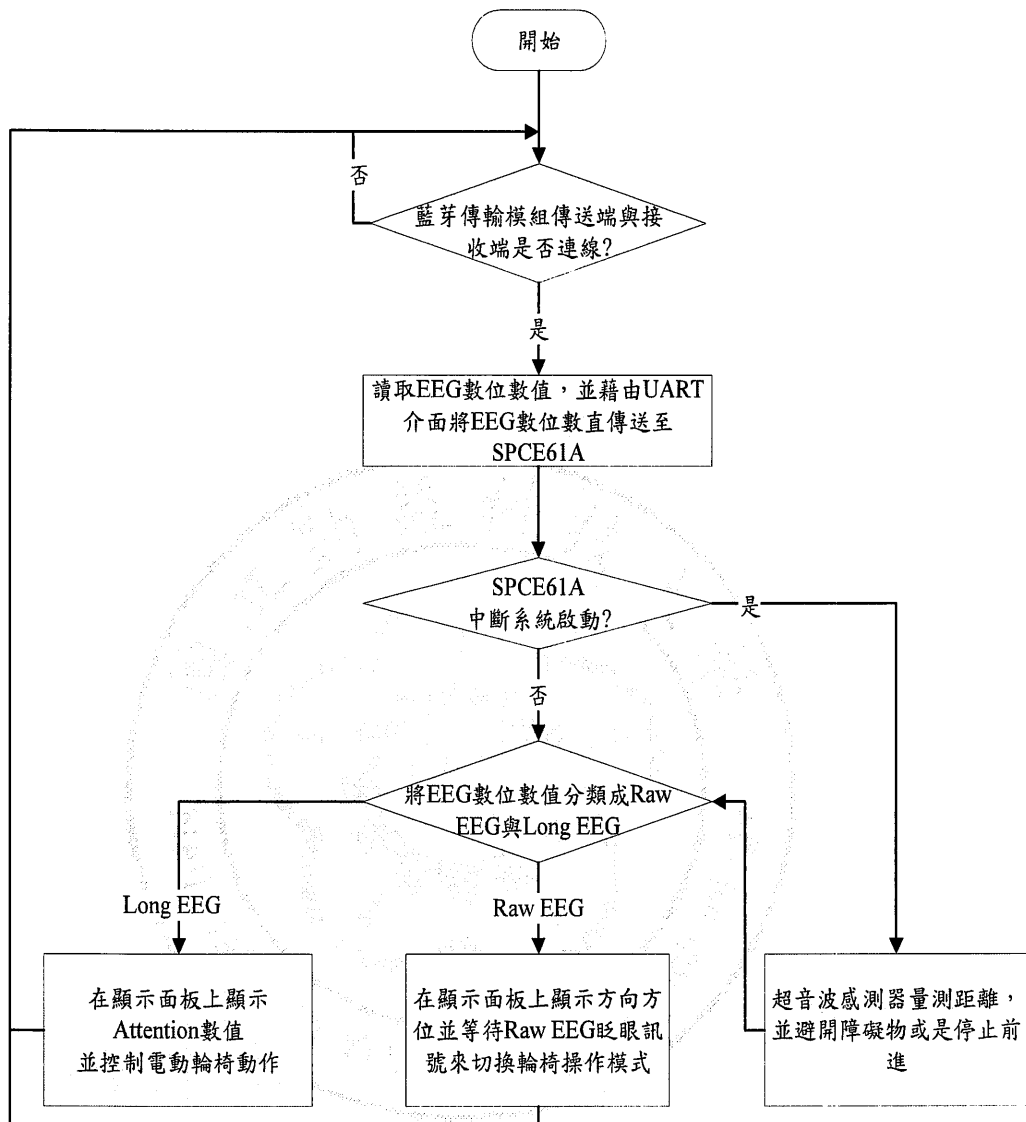 開始
否
藍芽傳輸模組傳送端與接
收端是否連線?
是
讀取EEG數位數值，並藉由UART
介面將EEG數位數直傳送至
SPCE61A
SPCE61A
中斷系統啟動?
是
否
將EEG數位數值分類成Raw
EEG與Long EEG
Long EEG
Raw EEG
在顯示面板上顯示
Attention數值
並控制電動輪椅動作
在顯示面板上顯示方向方
位並等待Raw EEG眨眼訊
號來切換輪椅操作模式
超音波感測器量測距離，
並避開障礙物或是停止前
進